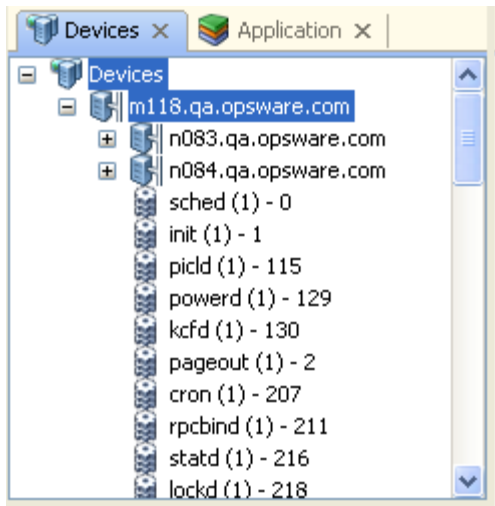 Devices Application
Devices
m118.qa.opsware.com
n083.qa.opsware.com
n084.qa.opsware.com
sched (1) - 0
init (1) - 1
picld (1) - 115
powerd (1) - 129
kcfd (1) - 130
pageout (1) - 2
cron (1) - 207
rpcbind (1) - 211
statd (1) - 216
lockd (1) - 218